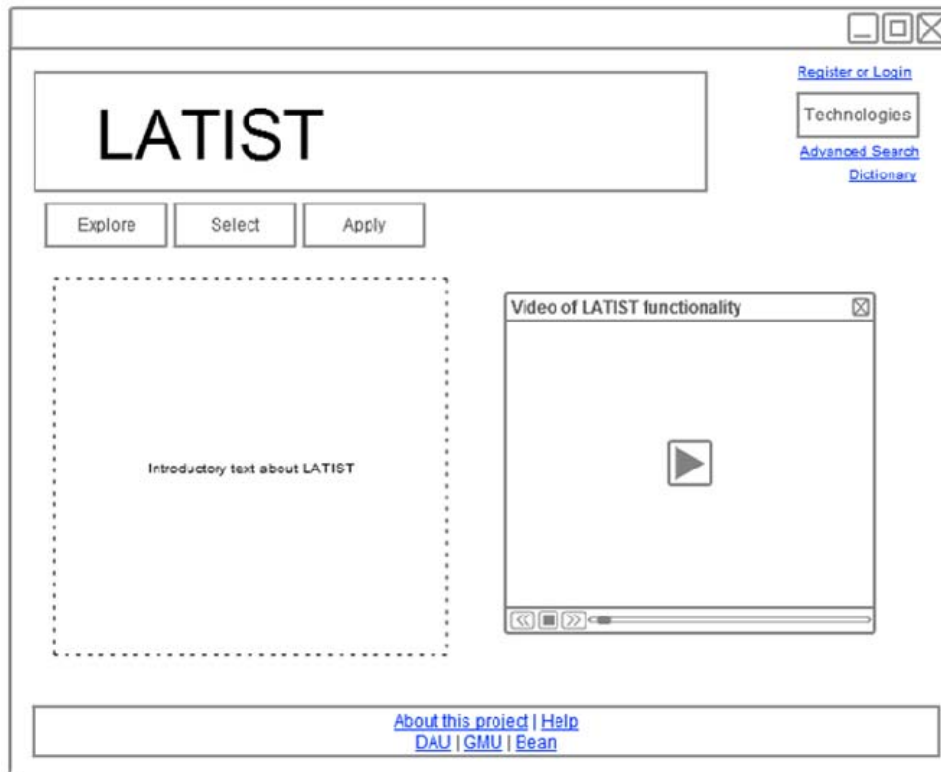 Register or Login
LATIST
Technologies
Advanced Search
Dictionary
Explore
Select
Apply
Video of LATIST functionality
Introductory text about LATIST
About this project | Help
DAU | GMU | Bean